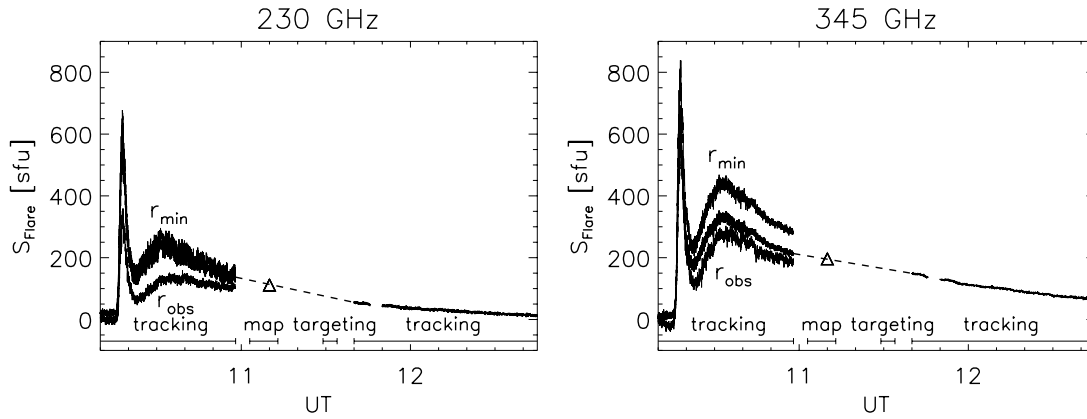 230 GHz
800
600
400
200
0
S_Flare [sfu]
r_min
r_obs
tracking map targeting tracking
11 12
UT
345 GHz
800
600
400
200
0
S_Flare [sfu]
r_min
r_obs
tracking map targeting tracking
11 12
UT